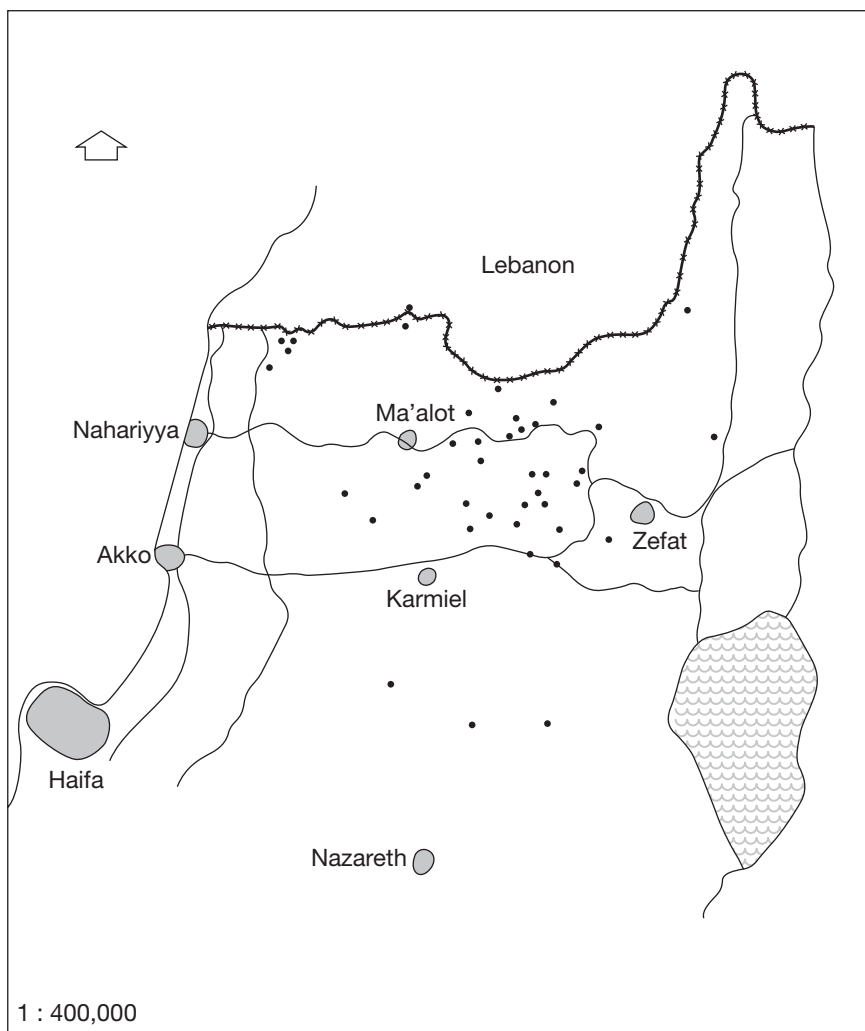 Lebanon
Nahariyya
Ma'alot
Akko
Zefat
Karmiel
Haifa
Nazareth
1 : 400,000